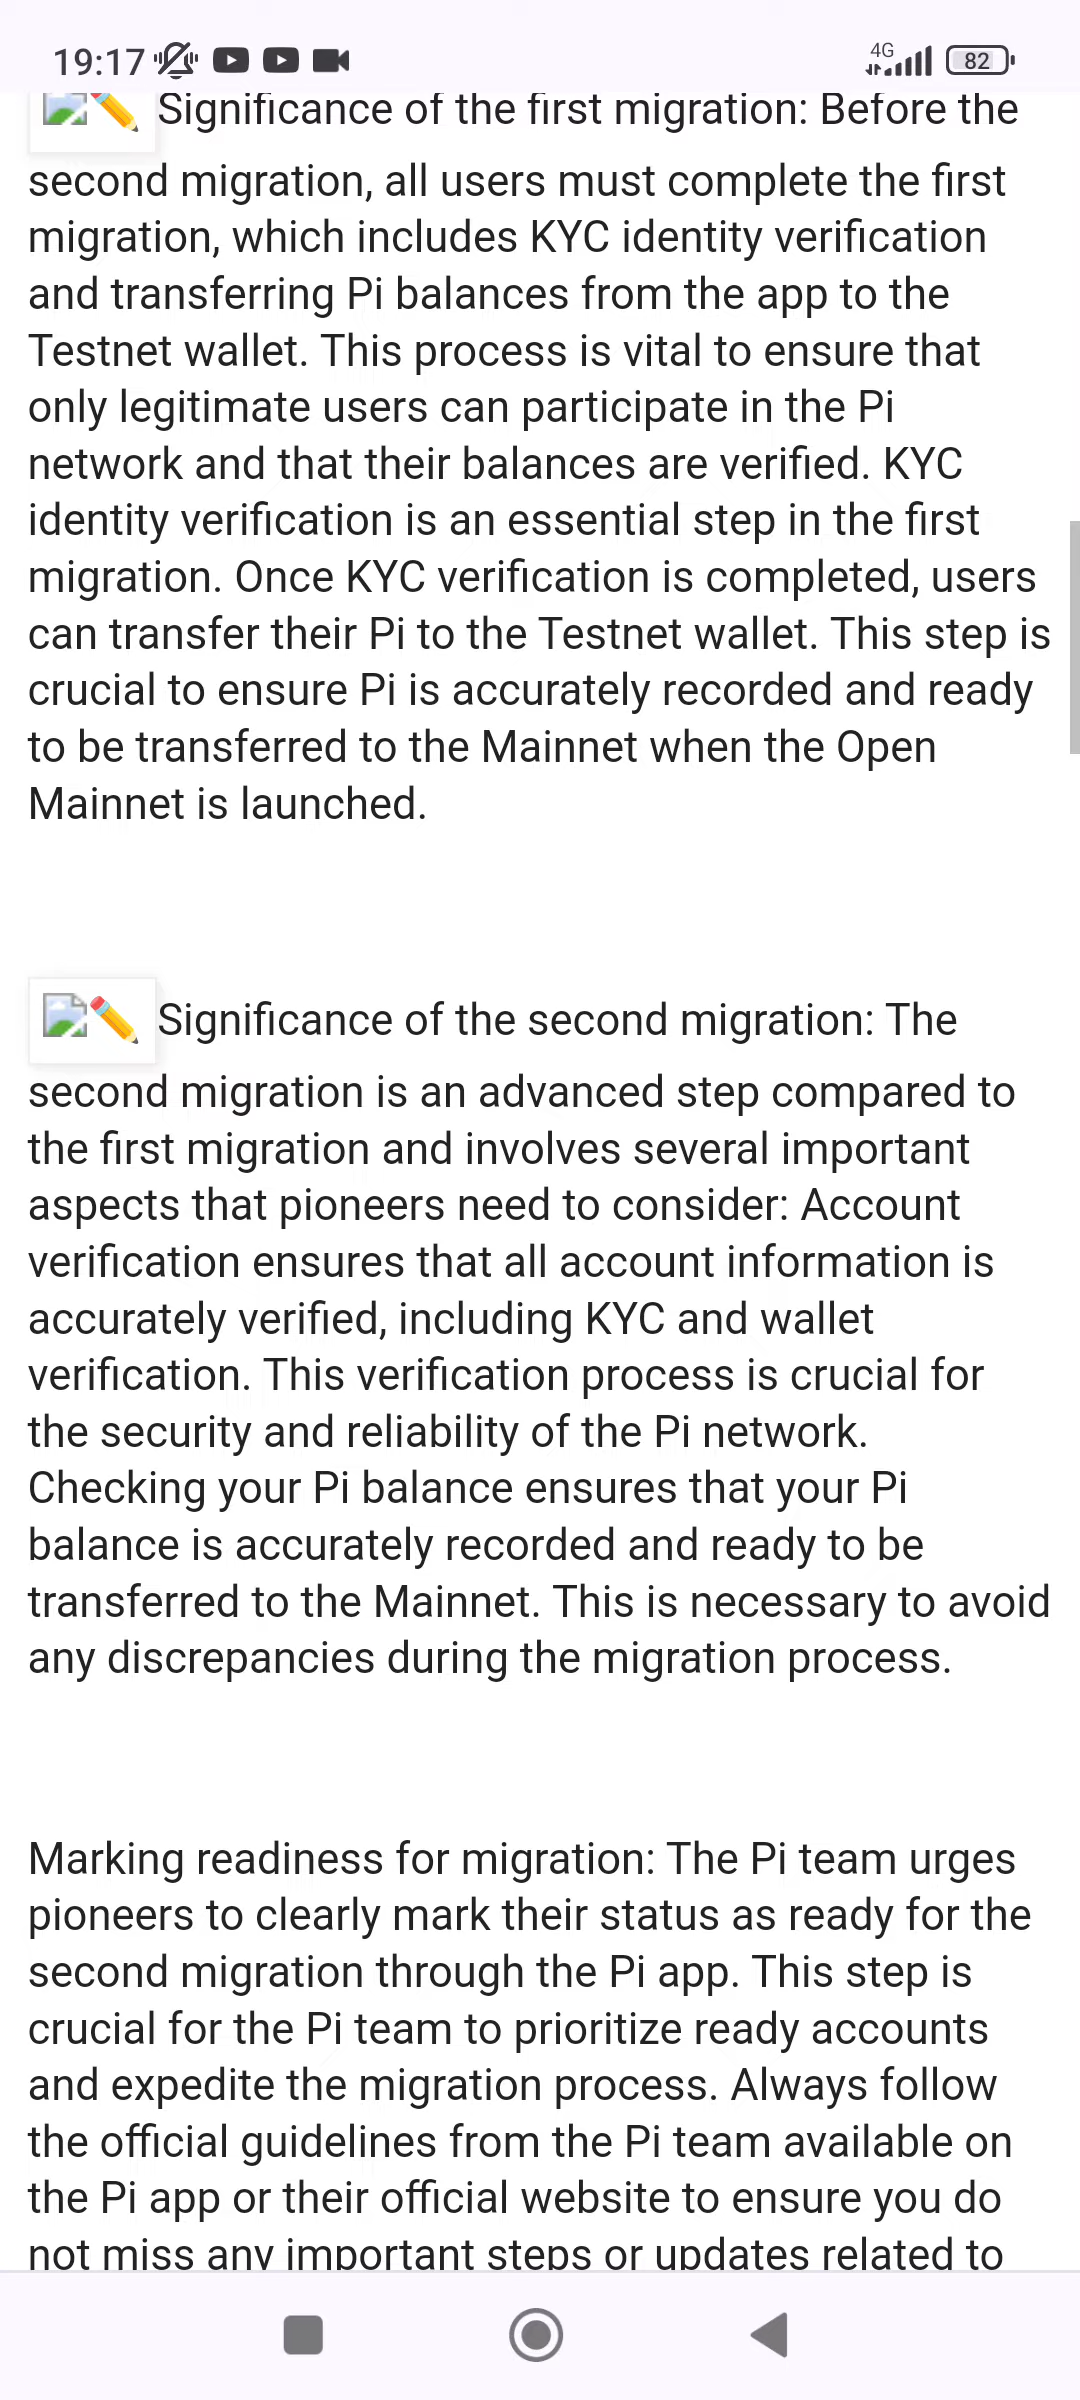 19:17
4G
82
Significance of the first migration: Before the
second migration, all users must complete the first
migration, which includes KYC identity verification
and transferring Pi balances from the app to the
Testnet wallet. This process is vital to ensure that
only legitimate users can participate in the Pi
network and that their balances are verified. KYC
identity verification is an essential step in the first
migration. Once KYC verification is completed, users
can transfer their Pi to the Testnet wallet. This step is
crucial to ensure Pi is accurately recorded and ready
to be transferred to the Mainnet when the Open
Mainnet is launched.
Significance of the second migration: The
second migration is an advanced step compared to
the first migration and involves several important
aspects that pioneers need to consider: Account
verification ensures that all account information is
accurately verified, including KYC and wallet
verification. This verification process is crucial for
the security and reliability of the Pi network.
Checking your Pi balance ensures that your Pi
balance is accurately recorded and ready to be
transferred to the Mainnet. This is necessary to avoid
any discrepancies during the migration process.
Marking readiness for migration: The Pi team urges
pioneers to clearly mark their status as ready for the
second migration through the Pi app. This step is
crucial for the Pi team to prioritize ready accounts
and expedite the migration process. Always follow
the official guidelines from the Pi team available on
the Pi app or their official website to ensure you do
not miss any important steps or updates related to